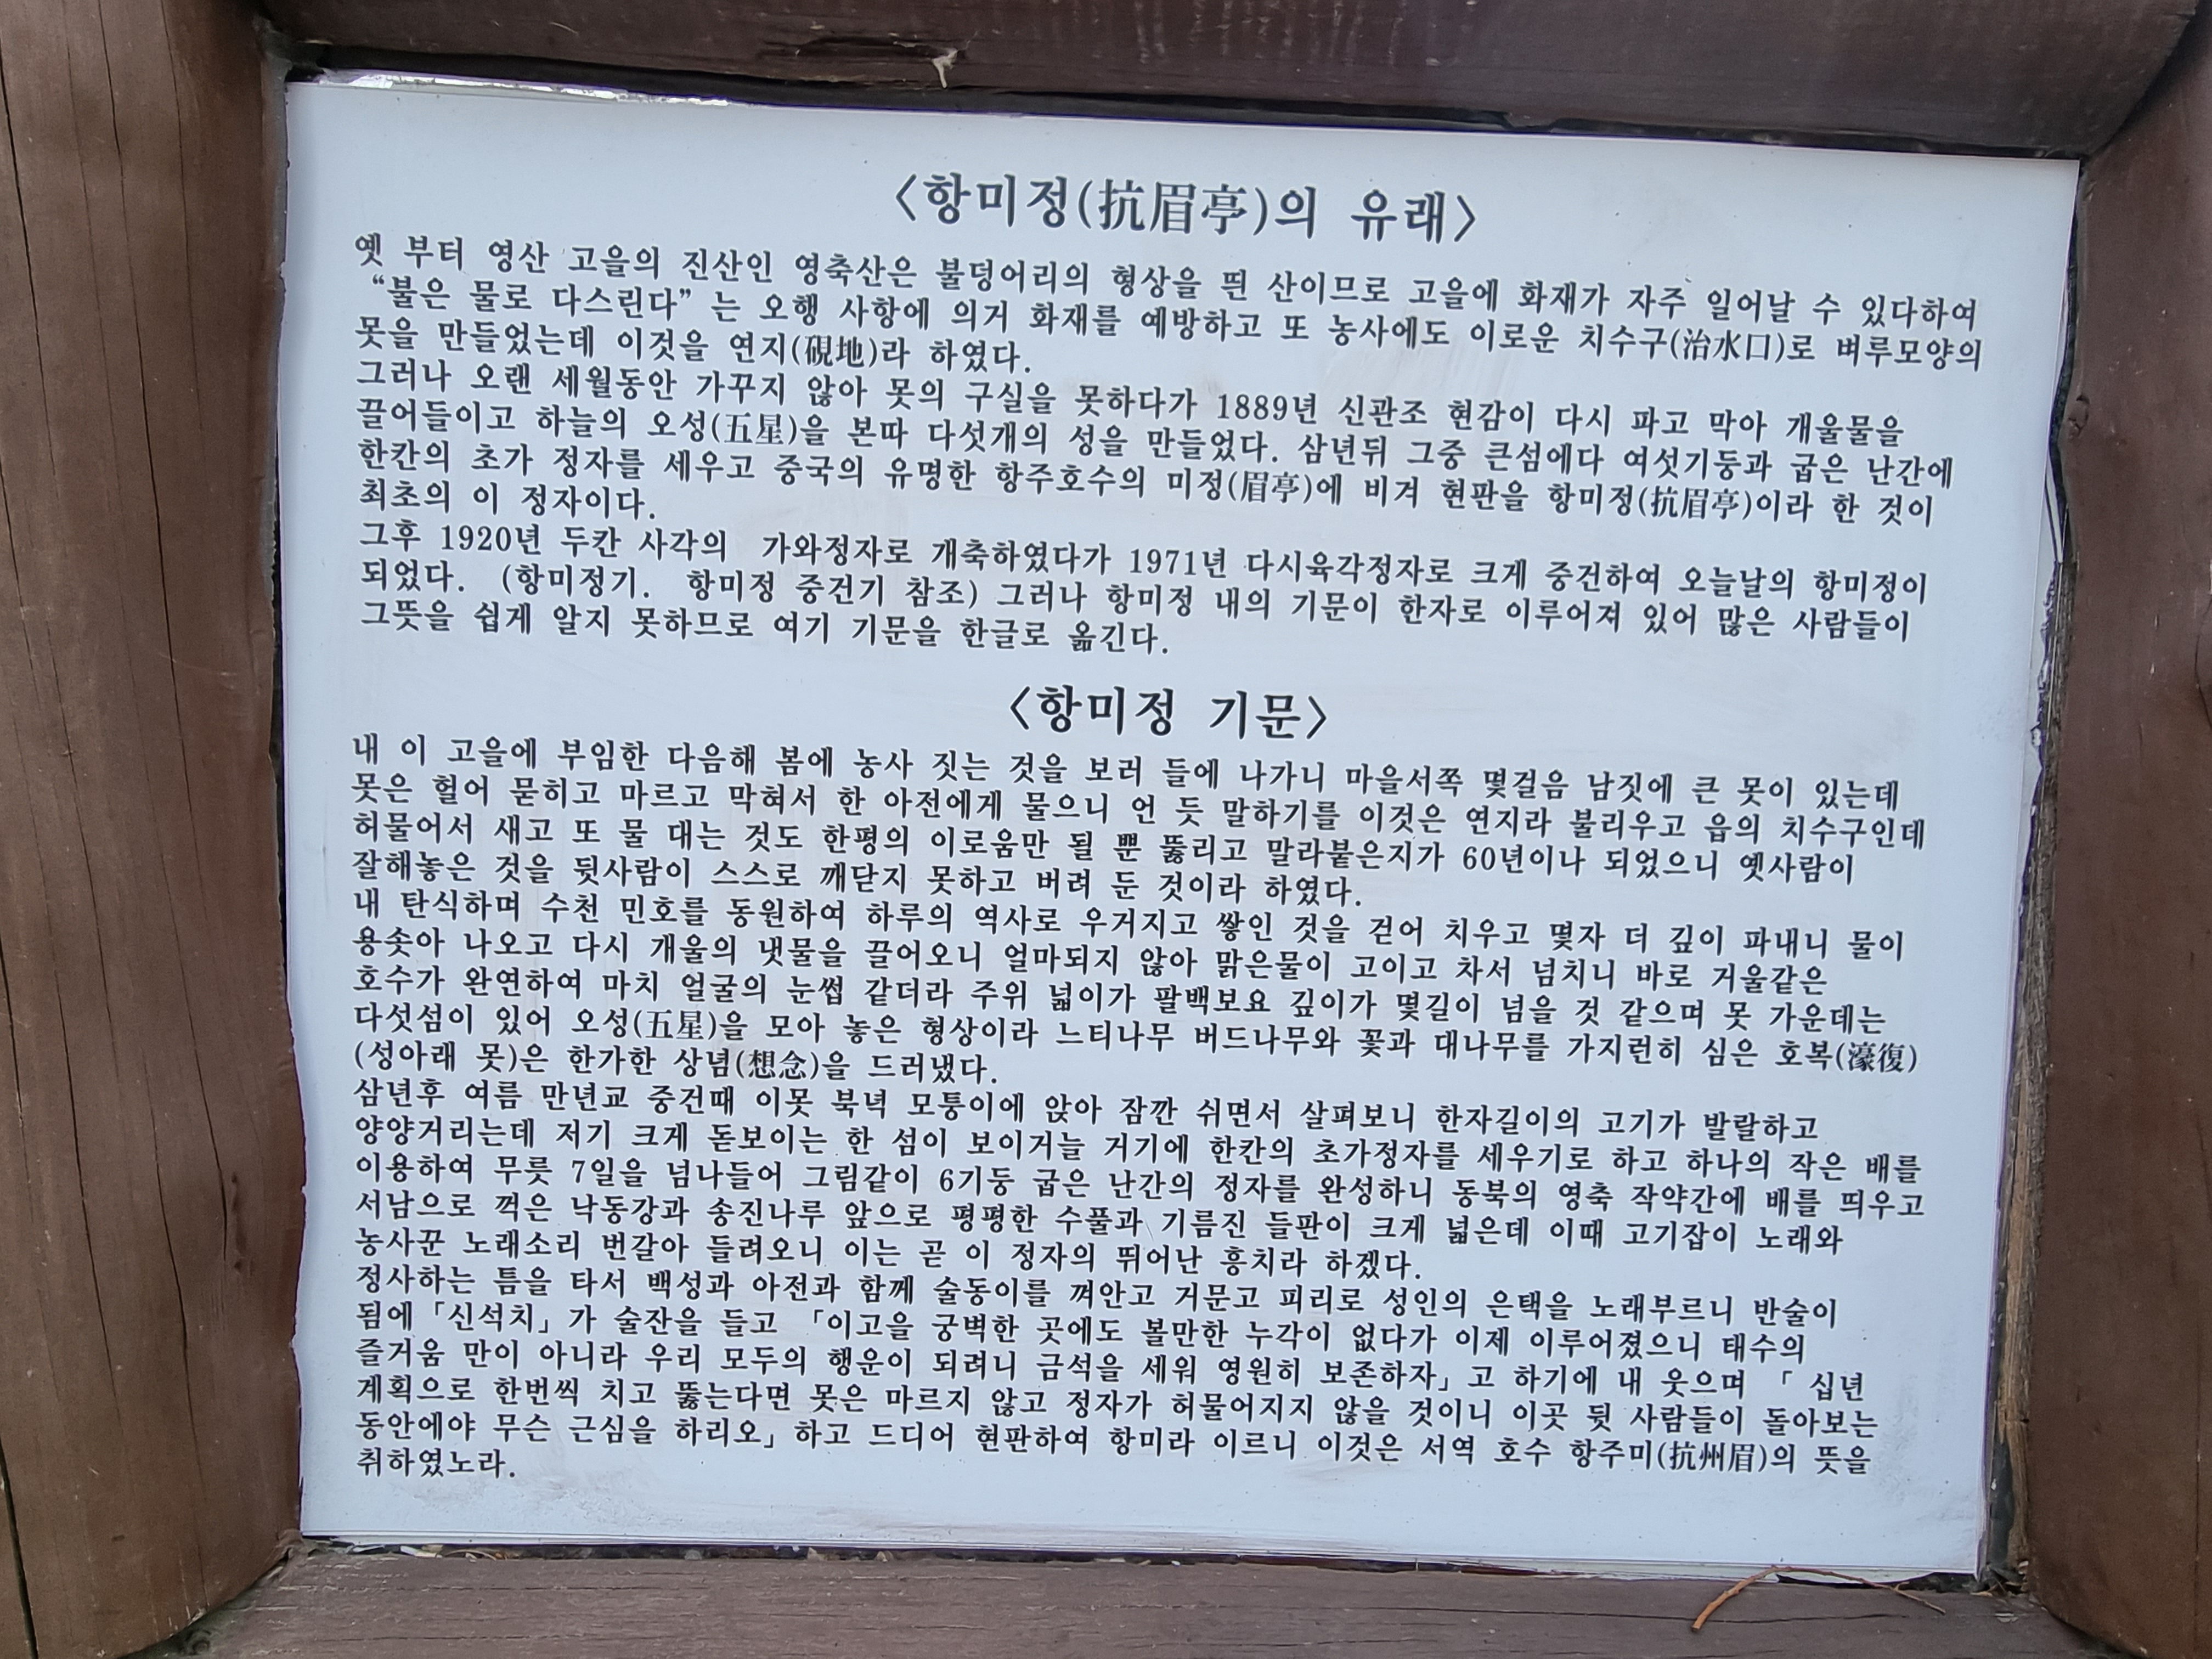 〈항미정(抗眉亭)의 유래〉
옛 부터 영산 고을의 진산인 영축산은 불덩어리의 형상을 띈 산이므로 고을에 화재가 자주 일어날 수 있다하여
“불은 물로 다스린다” 는 오행 사항에 의거 화재를 예방하고 또 농사에도 이로운 치수구(治水口)로 벼루모양의
못을 만들었는데 이것을 연지(硯地)라 하였다.
그러나 오랜 세월동안 가꾸지 않아 못의 구실을 못하다가 1889년 신관조 현감이 다시 파고 막아 개울물을
끌어들이고 하늘의 오성(五星)을 본따 다섯개의 성을 만들었다. 삼년뒤 그중 큰섬에다 여섯기둥과 굽은 난간에
한칸의 초가 정자를 세우고 중국의 유명한 항주호수의 미정(眉亭)에 비겨 현판을 항미정(抗眉亭)이라 한 것이
최초의 이 정자이다.
그후 1920년 두칸 사각의 가와정자로 개축하였다가 1971년 다시육각정자로 크게 중건하여 오늘날의 항미정이
되었다. (항미정기. 항미정 중건기 참조) 그러나 항미정 내의 기문이 한자로 이루어져 있어 많은 사람들이
그뜻을 쉽게 알지 못하므로 여기 기문을 한글로 옮긴다.
〈항미정 기문〉
내 이 고을에 부임한 다음해 봄에 농사 짓는 것을 보러 들에 나가니 마을서쪽 몇걸음 남짓에 큰 못이 있는데
못은 헐어 묻히고 마르고 막혀서 한 아전에게 물으니 언 듯 말하기를 이것은 연지라 불리우고 읍의 치수구인데
허물어서 새고 또 물 대는 것도 한평의 이로움만 될 뿐 뚫리고 말라붙은지가 60년이나 되었으니 옛사람이
잘해놓은 것을 뒷사람이 스스로 깨닫지 못하고 버려 둔 것이라 하였다.
내 탄식하며 수천 민호를 동원하여 하루의 역사로 우거지고 쌓인 것을 걷어 치우고 몇자 더 깊이 파내니 물이
용솟아 나오고 다시 개울의 냇물을 끌어오니 얼마되지 않아 맑은물이 고이고 차서 넘치니 바로 거울같은
호수가 완연하여 마치 얼굴의 눈썹 같더라 주위 넓이가 팔백보요 깊이가 몇길이 넘을 것 같으며 못 가운데는
다섯섬이 있어 오성(五星)을 모아 놓은 형상이라 느티나무 버드나무와 꽃과 대나무를 가지런히 심은 호복(濠復)
(성아래 못)은 한가한 상념(想念)을 드러냈다.
삼년후 여름 만년교 중건때 이못 북녘 모퉁이에 앉아 잠깐 쉬면서 살펴보니 한자길이의 고기가 발랄하고
양양거리는데 저기 크게 돋보이는 한 섬이 보이거늘 거기에 한칸의 초가정자를 세우기로 하고 하나의 작은 배를
이용하여 무릇 7일을 넘나들어 그림같이 6기둥 굽은 난간의 정자를 완성하니 동북의 영축 작약간에 배를 띄우고
서남으로 꺽은 낙동강과 송진나루 앞으로 평평한 수풀과 기름진 들판이 크게 넓은데 이때 고기잡이 노래와
농사꾼 노래소리 번갈아 들려오니 이는 곧 이 정자의 뛰어난 흥치라 하겠다.
정사하는 틈을 타서 백성과 아전과 함께 술동이를 껴안고 거문고 피리로 성인의 은택을 노래부르니 반술이
됨에「신석치」가 술잔을 들고 「이고을 궁벽한 곳에도 볼만한 누각이 없다가 이제 이루어졌으니 태수의
즐거움 만이 아니라 우리 모두의 행운이 되려니 금석을 세워 영원히 보존하자」고 하기에 내 웃으며 「 십년
계획으로 한번씩 치고 뚫는다면 못은 마르지 않고 정자가 허물어지지 않을 것이니 이곳 뒷 사람들이 돌아보는
동안에야 무슨 근심을 하리오」하고 드디어 현판하여 항미라 이르니 이것은 서역 호수 항주미(抗州眉)의 뜻을
취하였노라.